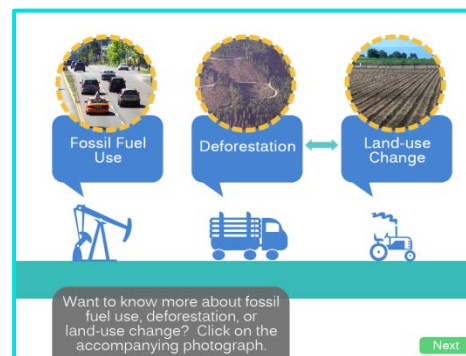 Fossil Fuel
Use
Deforestation
Land-use
Change
Want to know more about fossil
fuel use, deforestation, or
land-use change? Click on the
accompanying photograph.
Next